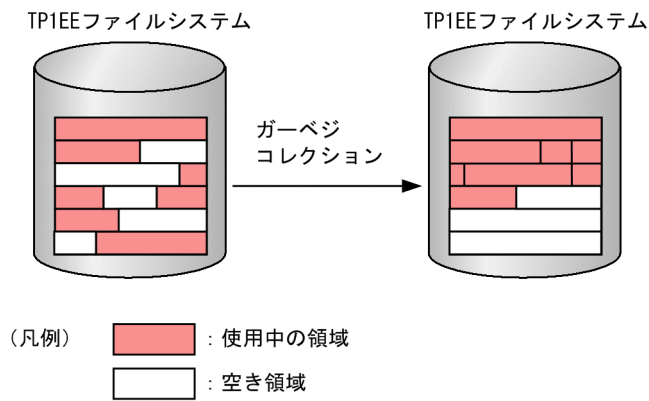 TP1EEファイルシステム
TP1EEファイルシステム
ガーベジ
コレクション
(凡例)
：使用中の領域
：空き領域